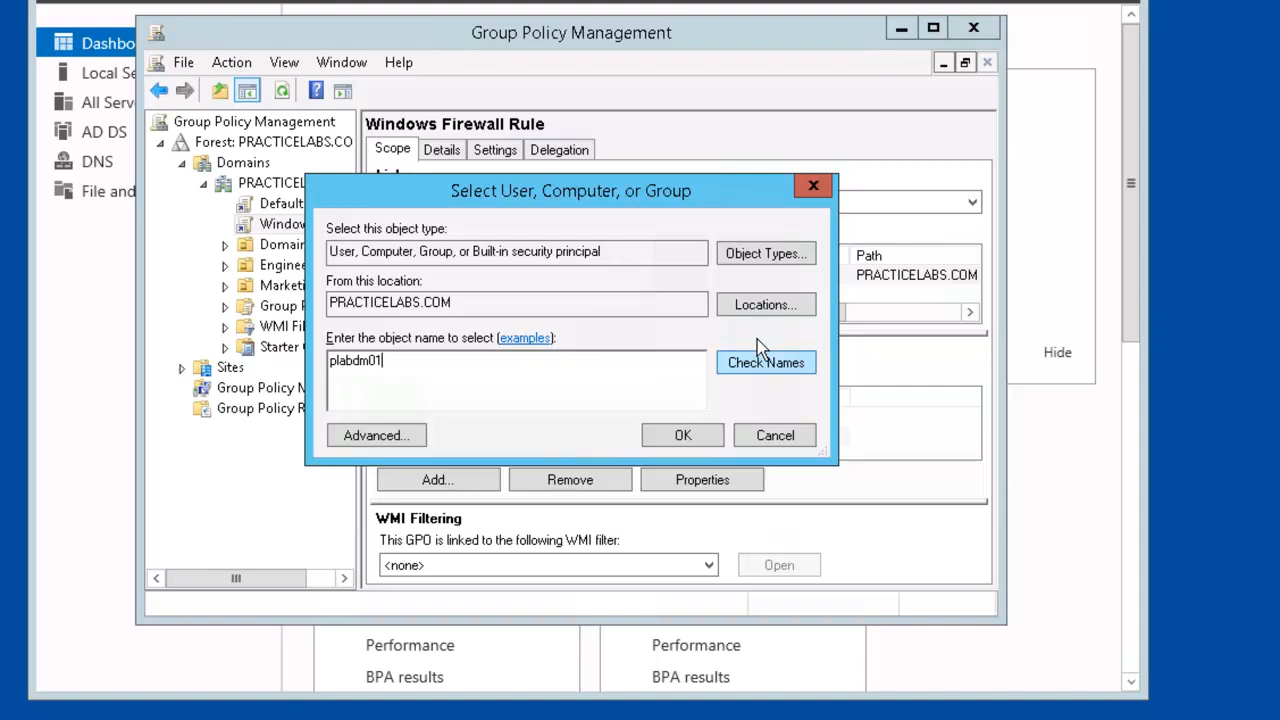 Group Policy Management
File Action View Window Help
Dashbo
Local Se
All Serv
AD DS
DNS
File and
Group Policy Management
Forest: PRACTICELABS.CO
Domains
PRACTICEL
Default
Window
Domain
Enginee
Marketi
Group P
WMI Fil
Starter
Sites
Group Policy M
Group Policy R
Windows Firewall Rule
Scope Details Settings Delegation
Select User, Computer, or Group
Select this object type:
User, Computer, Group, or Built-in security principal
Object Types...
From this location:
PRACTICELABS.COM
Locations...
Enter the object name to select (examples):
plabdm01
Check Names
Advanced...
OK
Cancel
Path
PRACTICELABS.COM
Add...
Remove
Properties
WMI Filtering
This GPO is linked to the following WMI filter:
<none>
Open
Hide
Performance
BPA results
Performance
BPA results